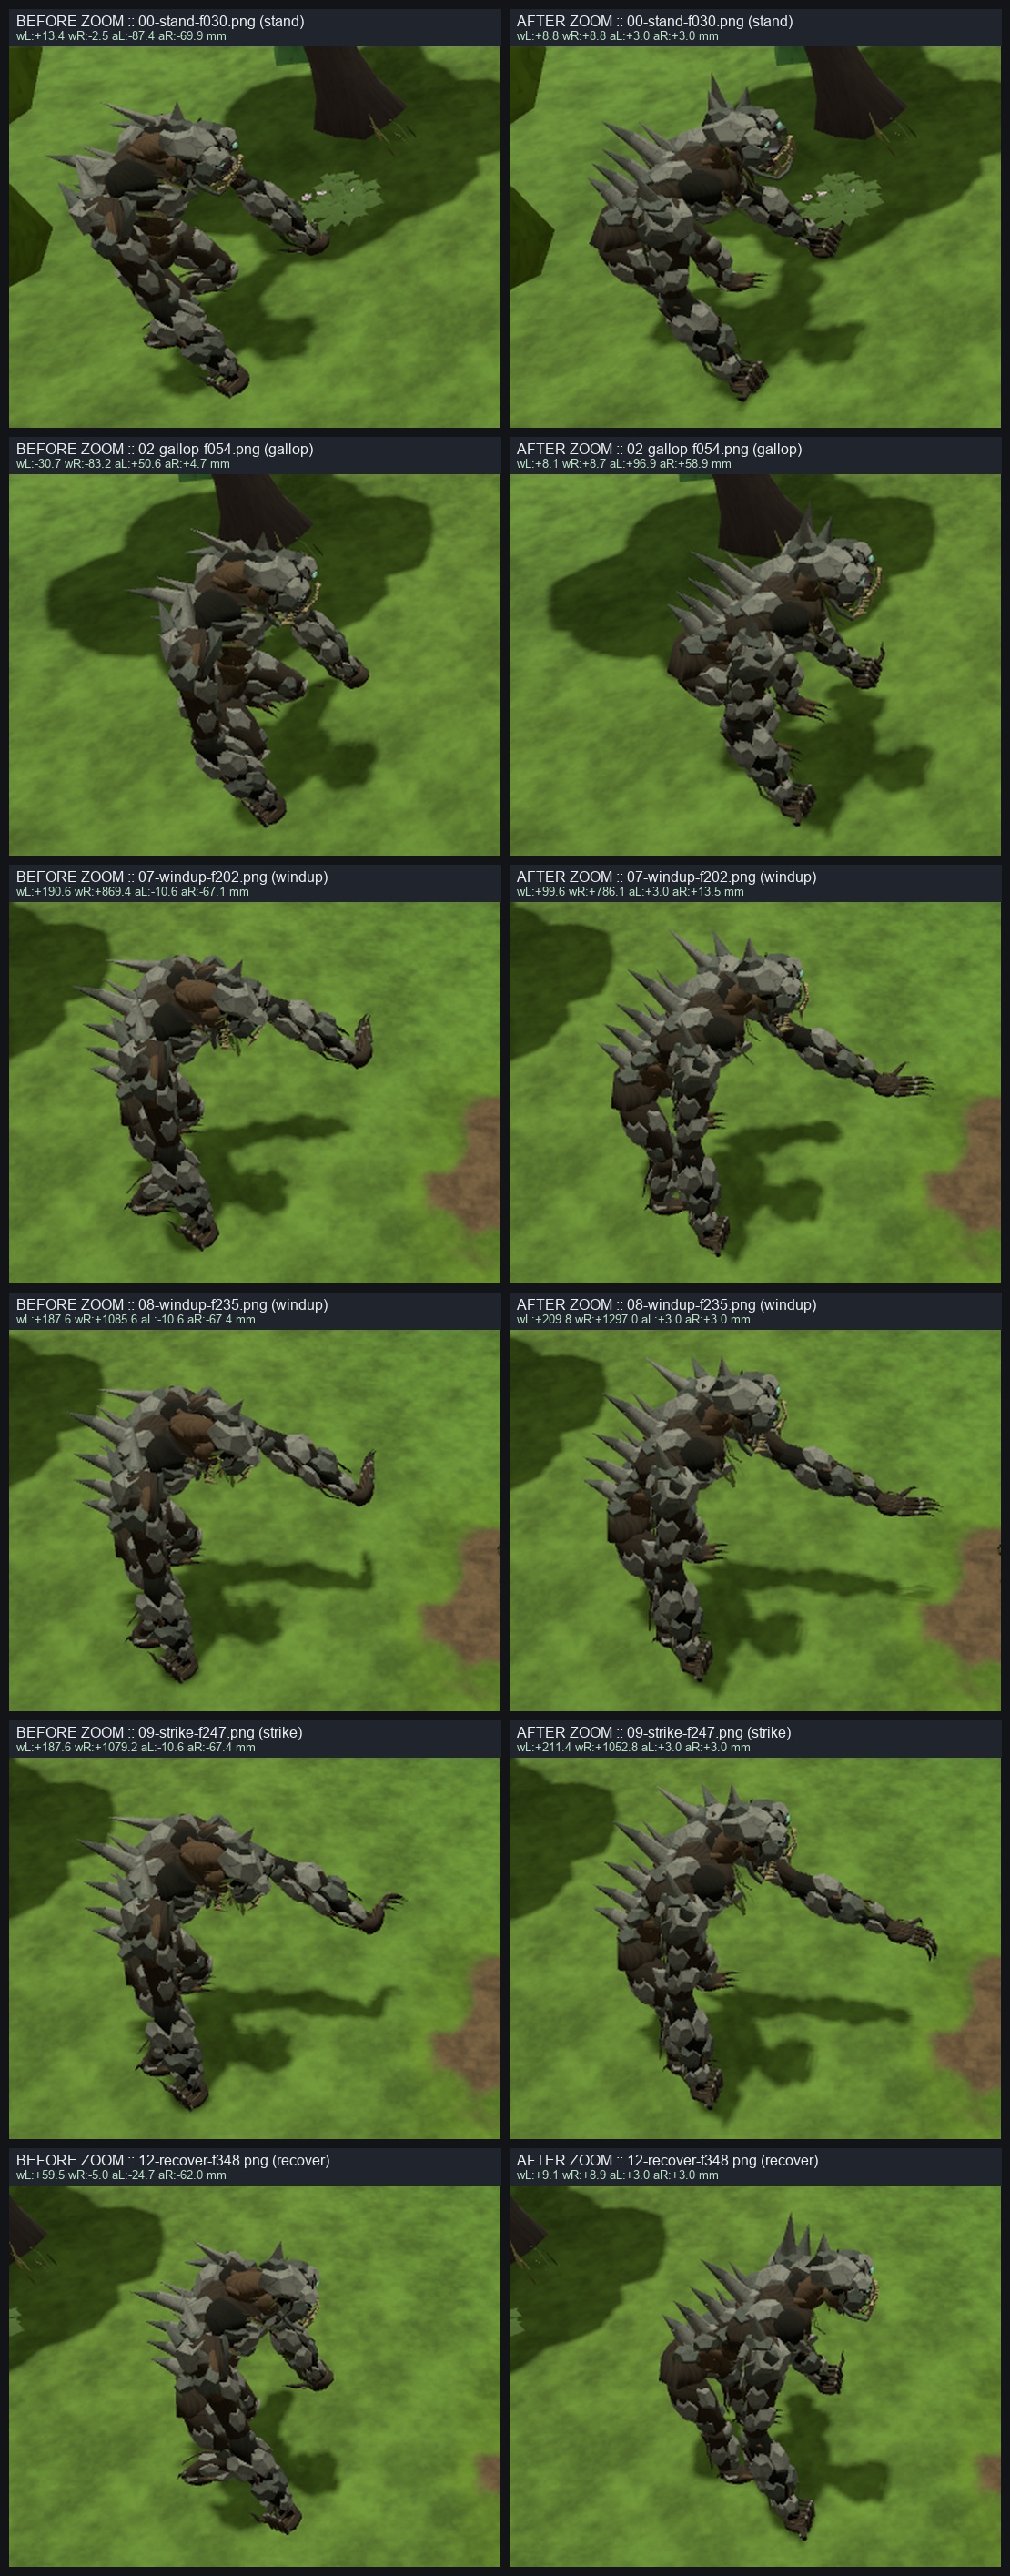 BEFORE ZOOM :: 00-stand-f030.png (stand)
wL:+13.4 wR:-2.5 aL:-87.4 aR:-69.9 mm
AFTER ZOOM :: 00-stand-f030.png (stand)
wL:+8.8 wR:+8.8 aL:+3.0 aR:+3.0 mm
BEFORE ZOOM :: 02-gallop-f054.png (gallop)
wL:-30.7 wR:-83.2 aL:+50.6 aR:+4.7 mm
AFTER ZOOM :: 02-gallop-f054.png (gallop)
wL:+8.1 wR:+8.7 aL:+96.9 aR:+58.9 mm
BEFORE ZOOM :: 07-windup-f202.png (windup)
wL:+190.6 wR:+869.4 aL:-10.6 aR:-67.1 mm
AFTER ZOOM :: 07-windup-f202.png (windup)
wL:+99.6 wR:+786.1 aL:+3.0 aR:+13.5 mm
BEFORE ZOOM :: 08-windup-f235.png (windup)
wL:+187.6 wR:+1085.6 aL:-10.6 aR:-67.4 mm
AFTER ZOOM :: 08-windup-f235.png (windup)
wL:+209.8 wR:+1297.0 aL:+3.0 aR:+3.0 mm
BEFORE ZOOM :: 09-strike-f247.png (strike)
wL:+187.6 wR:+1079.2 aL:-10.6 aR:-67.4 mm
AFTER ZOOM :: 09-strike-f247.png (strike)
wL:+211.4 wR:+1052.8 aL:+3.0 aR:+3.0 mm
BEFORE ZOOM :: 12-recover-f348.png (recover)
wL:+59.5 wR:-5.0 aL:-24.7 aR:-62.0 mm
AFTER ZOOM :: 12-recover-f348.png (recover)
wL:+9.1 wR:+8.9 aL:+3.0 aR:+3.0 mm